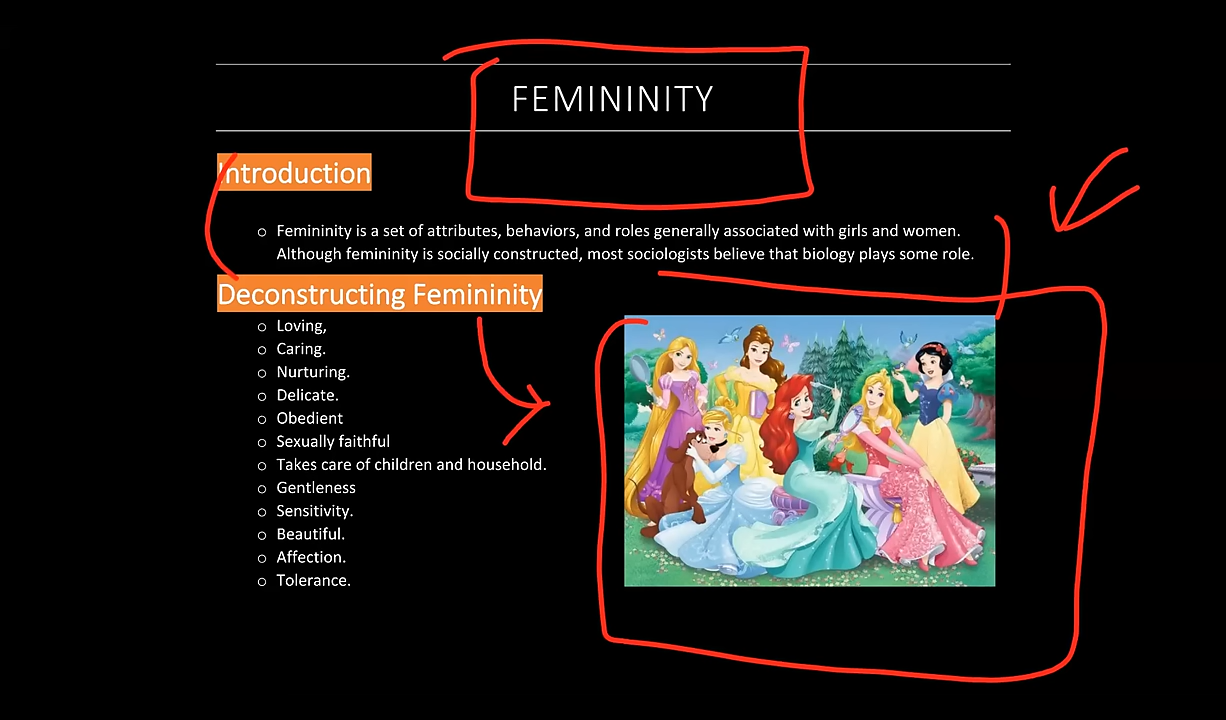 FEMININITY
Introduction
○ Femininity is a set of attributes, behaviors, and roles generally associated with girls and women.
Although femininity is socially constructed, most sociologists believe that biology plays some role.
Deconstructing Femininity
○ Loving,
○ Caring.
○ Nurturing.
○ Delicate.
○ Obedient
○ Sexually faithful
○ Takes care of children and household.
○ Gentleness
○ Sensitivity.
○ Beautiful.
○ Affection.
○ Tolerance.